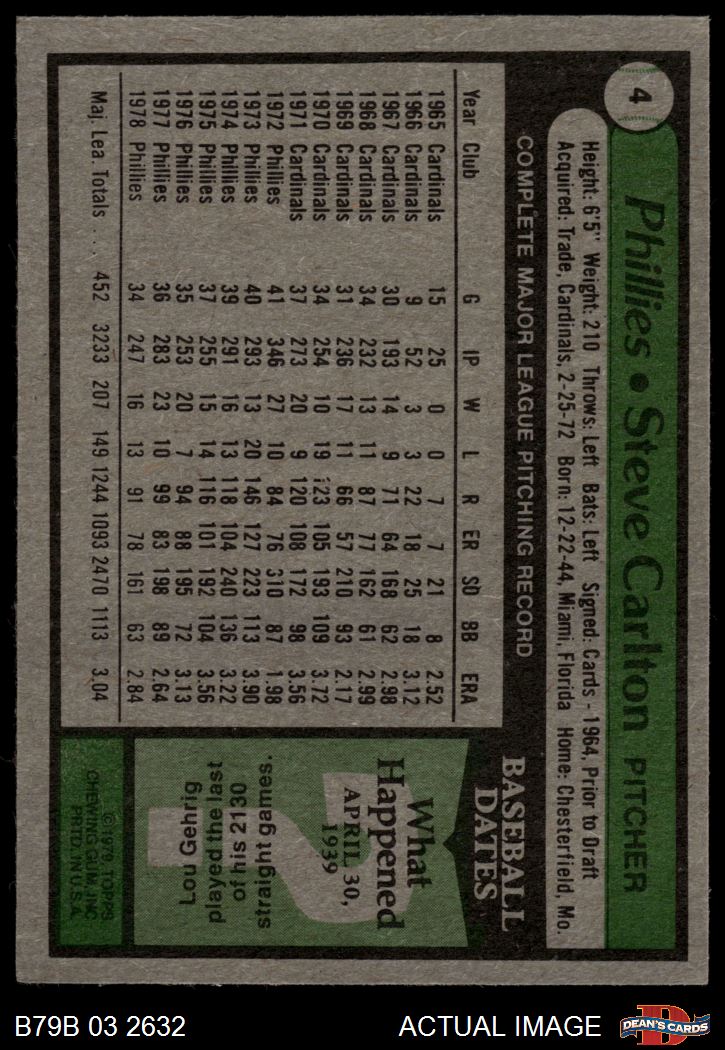 4
Phillies • Steve Carlton PITCHER
Height: 6'5" Weight: 210 Throws: Left Bats: Left Signed: Cards - 1964, Prior to Draft
Acquired: Trade, Cardinals, 2-25-72 Born: 12-22-44, Miami, Florida Home: Chesterfield, Mo.
COMPLETE MAJOR LEAGUE PITCHING RECORD
Year Club G IP W L R ER SO BB ERA
1965 Cardinals 15 25 0 0 7 7 21 8 2.52
1966 Cardinals 9 52 3 3 22 18 25 18 3.12
1967 Cardinals 30 193 14 9 71 64 168 62 2.98
1968 Cardinals 34 232 13 11 87 77 162 61 2.99
1969 Cardinals 31 236 17 11 66 57 210 93 2.17
1970 Cardinals 34 254 10 19 123 105 193 109 3.72
1971 Cardinals 37 273 20 9 120 108 172 98 3.56
1972 Phillies 41 346 27 10 84 76 310 87 1.98
1973 Phillies 40 293 13 20 146 127 223 113 3.90
1974 Phillies 39 291 16 13 118 104 240 136 3.22
1975 Phillies 37 255 15 14 116 101 192 104 3.56
1976 Phillies 35 253 20 7 94 88 195 72 3.13
1977 Phillies 36 283 23 10 99 83 198 89 2.64
1978 Phillies 34 247 16 13 91 78 161 63 2.84
Maj. Lea. Totals . . . 452 3233 207 149 1244 1093 2470 1113 3.04
BASEBALL
DATES
What
Happened
APRIL 30,
1939
?
Lou Gehrig
played the last
of his 2130
straight games.
© 1979, TOPPS
CHEWING GUM, INC.
PRTD. IN U.S.A.
B79B 03 2632
ACTUAL IMAGE
D
DEAN'S CARDS